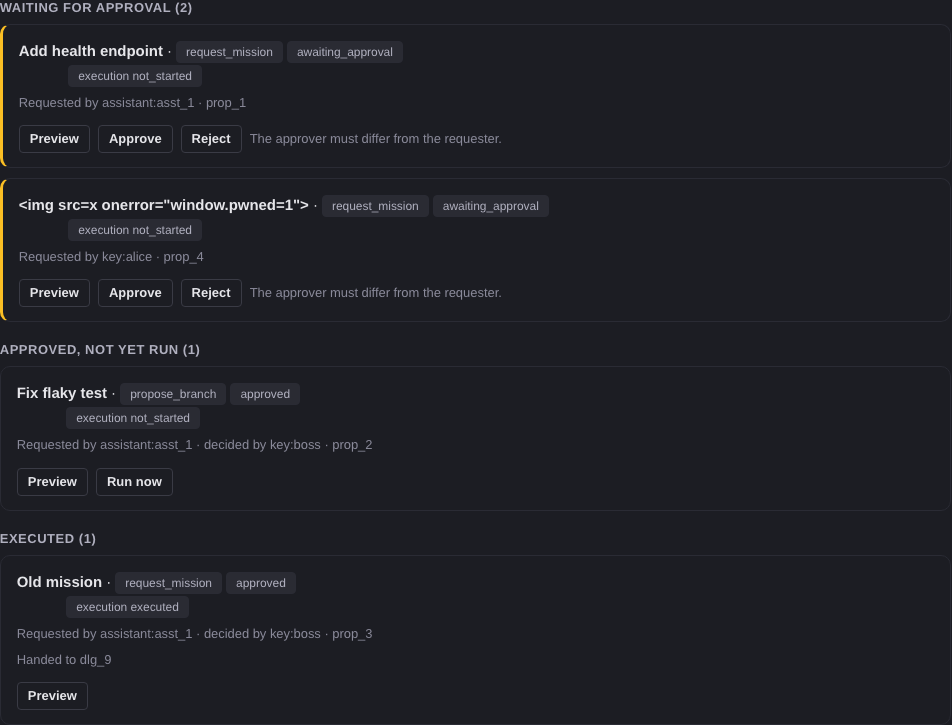 WAITING FOR APPROVAL (2)
Add health endpoint · request_mission awaiting_approval
execution not_started
Requested by assistant:asst_1 · prop_1
Preview Approve Reject The approver must differ from the requester.
<img src=x onerror="window.pwned=1"> · request_mission awaiting_approval
execution not_started
Requested by key:alice · prop_4
Preview Approve Reject The approver must differ from the requester.
APPROVED, NOT YET RUN (1)
Fix flaky test · propose_branch approved
execution not_started
Requested by assistant:asst_1 · decided by key:boss · prop_2
Preview Run now
EXECUTED (1)
Old mission · request_mission approved
execution executed
Requested by assistant:asst_1 · decided by key:boss · prop_3
Handed to dlg_9
Preview